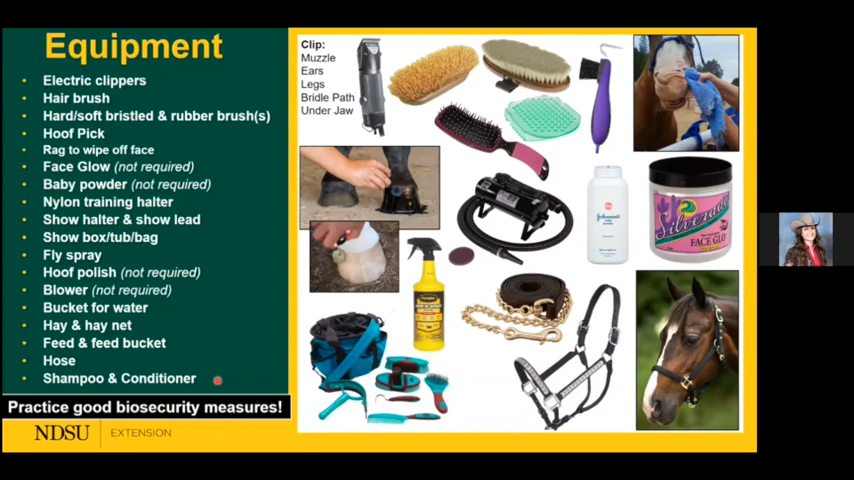 Equipment
Electric clippers
Hair brush
Hard/soft bristled & rubber brush(s)
Hoof Pick
Rag to wipe off face
Face Glow (not required)
Baby powder (not required)
Nylon training halter
Show halter & show lead
Show box/tub/bag
Fly spray
Hoof polish (not required)
Blower (not required)
Bucket for water
Hay & hay net
Feed & feed bucket
Hose
Shampoo & Conditioner
Practice good biosecurity measures!
NDSU EXTENSION
Clip:
Muzzle
Ears
Legs
Bridle Path
Under Jaw
Johnson's
Silverado
FACE GLO